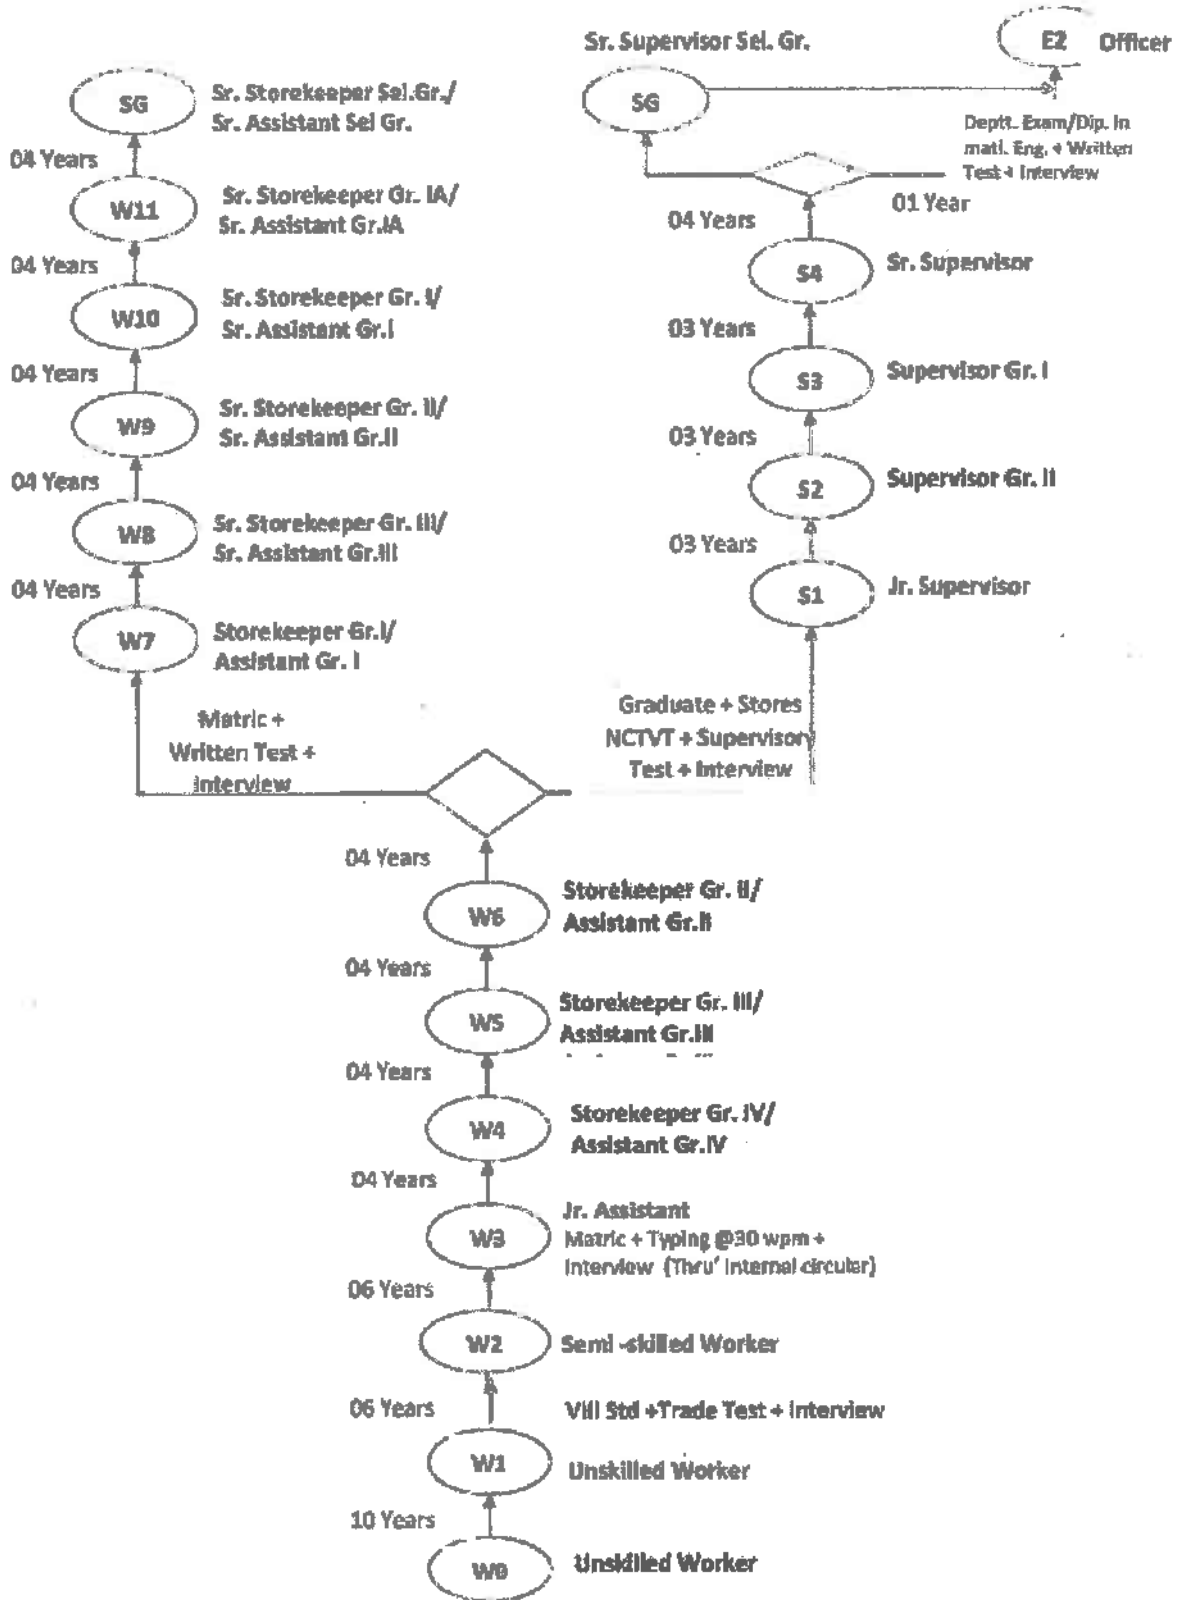 Sr. Supervisor Sel. Gr.
E2 Officer
SG
Sr. Storekeeper Sel.Gr./
Sr. Assistant Sel Gr.
SG
Deptt. Exam/Dip. In
matl. Eng. + Written
Test + Interview
04 Years
01 Year
W11
Sr. Storekeeper Gr. IA/
Sr. Assistant Gr.IA
04 Years
04 Years
S4
Sr. Supervisor
W10
Sr. Storekeeper Gr. I/
Sr. Assistant Gr.I
03 Years
04 Years
S3
Supervisor Gr. I
W9
Sr. Storekeeper Gr. II/
Sr. Assistant Gr.II
03 Years
04 Years
S2
Supervisor Gr. II
W8
Sr. Storekeeper Gr. III/
Sr. Assistant Gr.III
03 Years
04 Years
S1
Jr. Supervisor
W7
Storekeeper Gr.I/
Assistant Gr. I
Matric +
Written Test +
Interview
Graduate + Stores
NCTVT + Supervisory
Test + Interview
04 Years
W6
Storekeeper Gr. II/
Assistant Gr.II
04 Years
W5
Storekeeper Gr. III/
Assistant Gr.III
04 Years
W4
Storekeeper Gr. IV/
Assistant Gr.IV
04 Years
W3
Jr. Assistant
Matric + Typing @30 wpm +
Interview (Thru' Internal circular)
06 Years
W2
Semi -skilled Worker
06 Years
VIII Std +Trade Test + Interview
W1
Unskilled Worker
10 Years
W0
Unskilled Worker